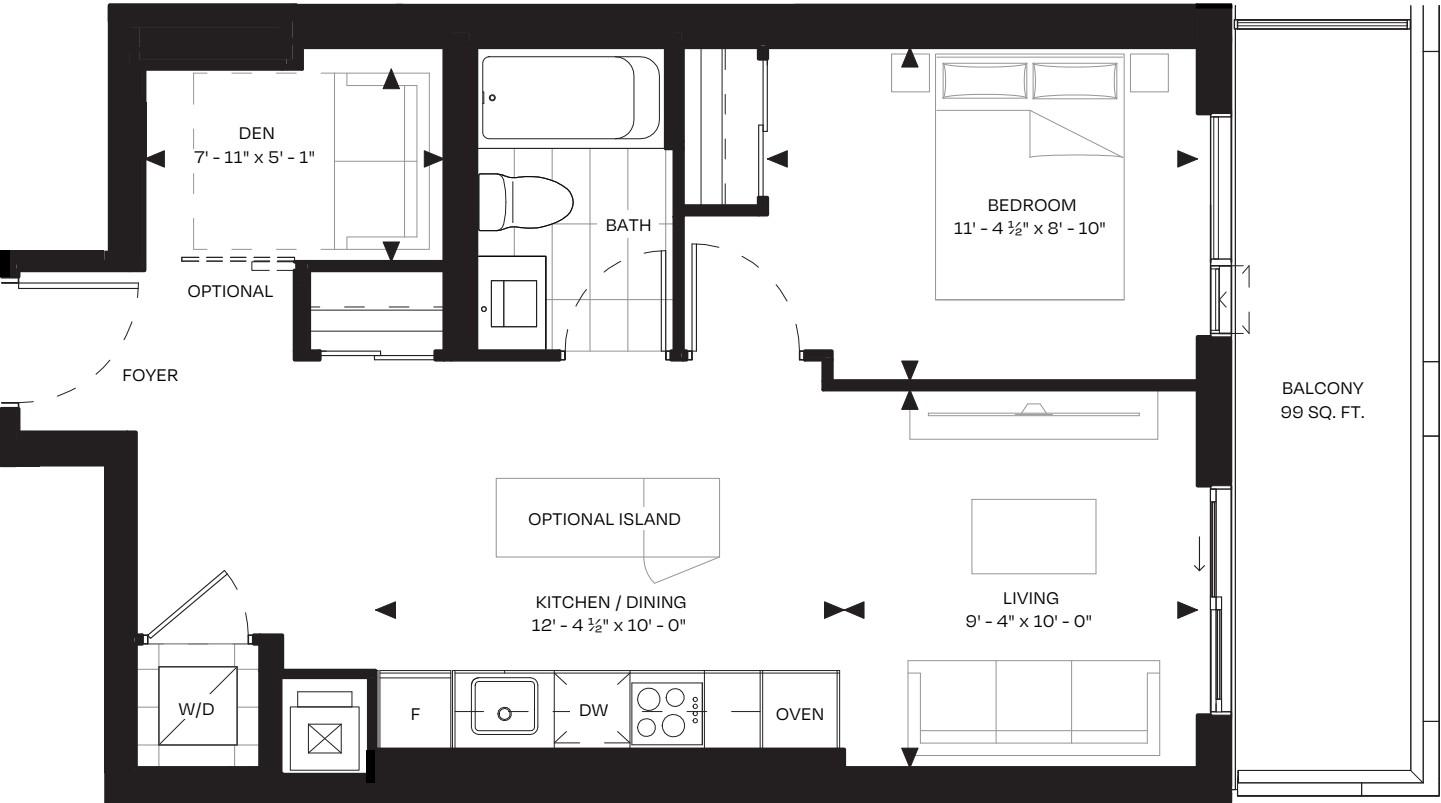 DEN
7' - 11" x 5' - 1"
OPTIONAL
FOYER
BATH
BEDROOM
11' - 4 ½" x 8' - 10"
BALCONY
99 SQ. FT.
OPTIONAL ISLAND
KITCHEN / DINING
12' - 4 ½" x 10' - 0"
LIVING
9' - 4" x 10' - 0"
W/D
F
DW
OVEN